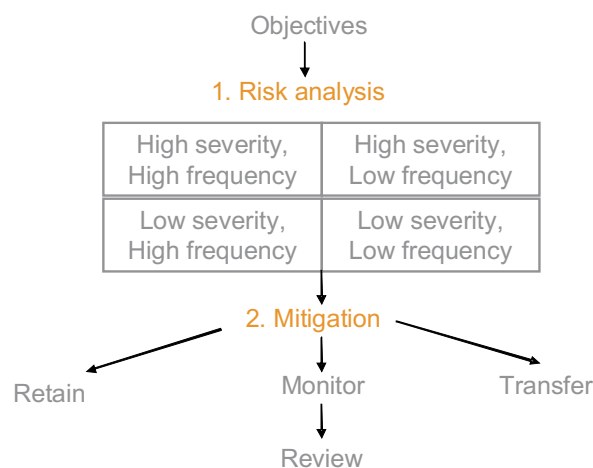 Objectives
1. Risk analysis
High severity,
High frequency
High severity,
Low frequency
Low severity,
High frequency
Low severity,
Low frequency
2. Mitigation
Retain
Monitor
Transfer
Review